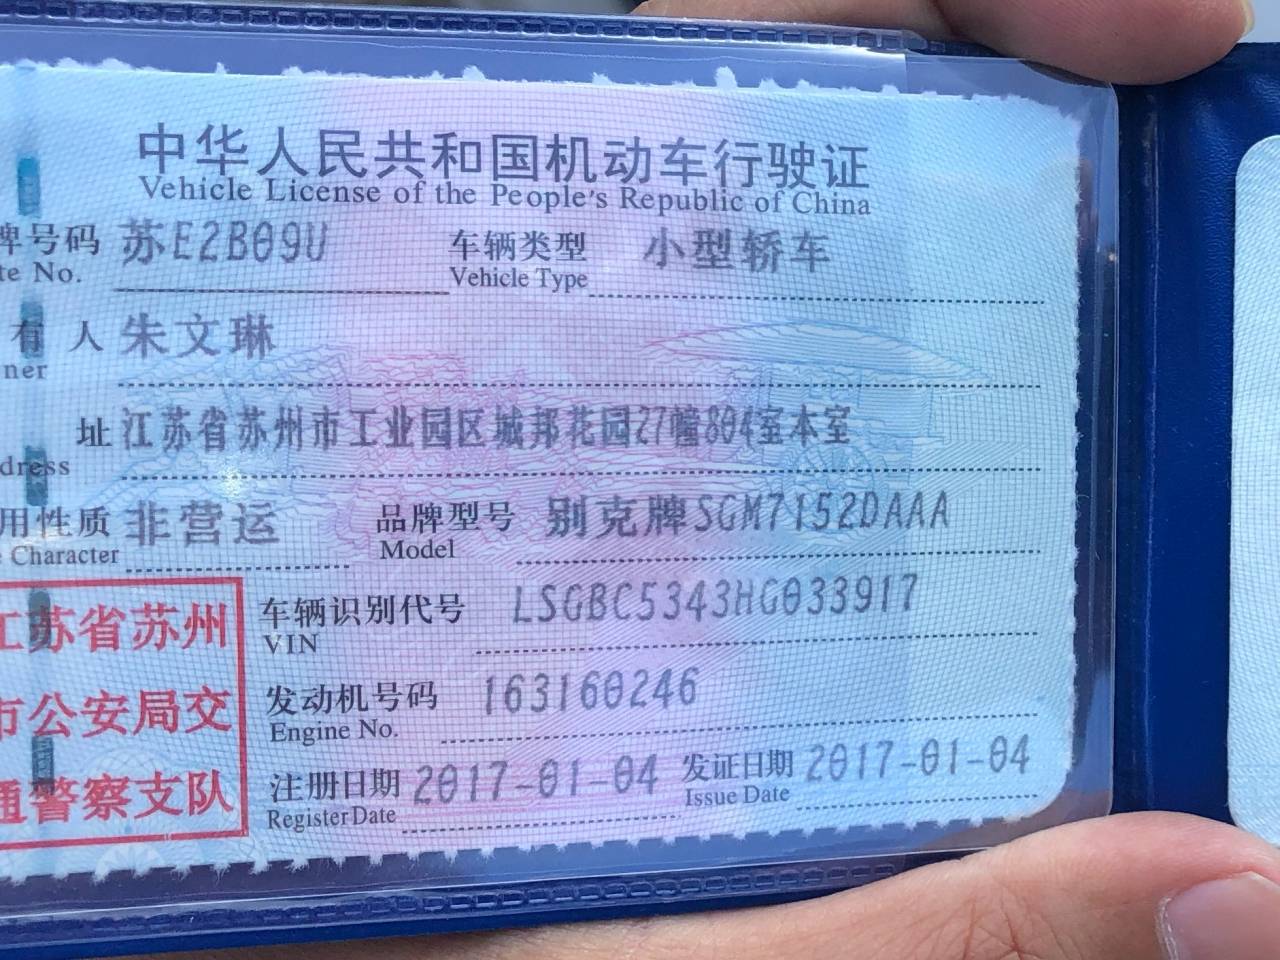 中华人民共和国机动车行驶证
Vehicle License of the People's Republic of China
牌号码 苏E2B09U 车辆类型 小型轿车
te No. Vehicle Type
有人 朱文琳
ner
址 江苏省苏州市工业园区城邦花园27幢804室本室
dress
用性质 非营运 品牌型号 别克牌SGM7152DAAA
e Character Model
江苏省苏州
市公安局交
通警察支队
车辆识别代号 LSGBC5343HG033917
VIN
发动机号码 163160246
Engine No.
注册日期 2017-01-04 发证日期 2017-01-04
Register Date Issue Date